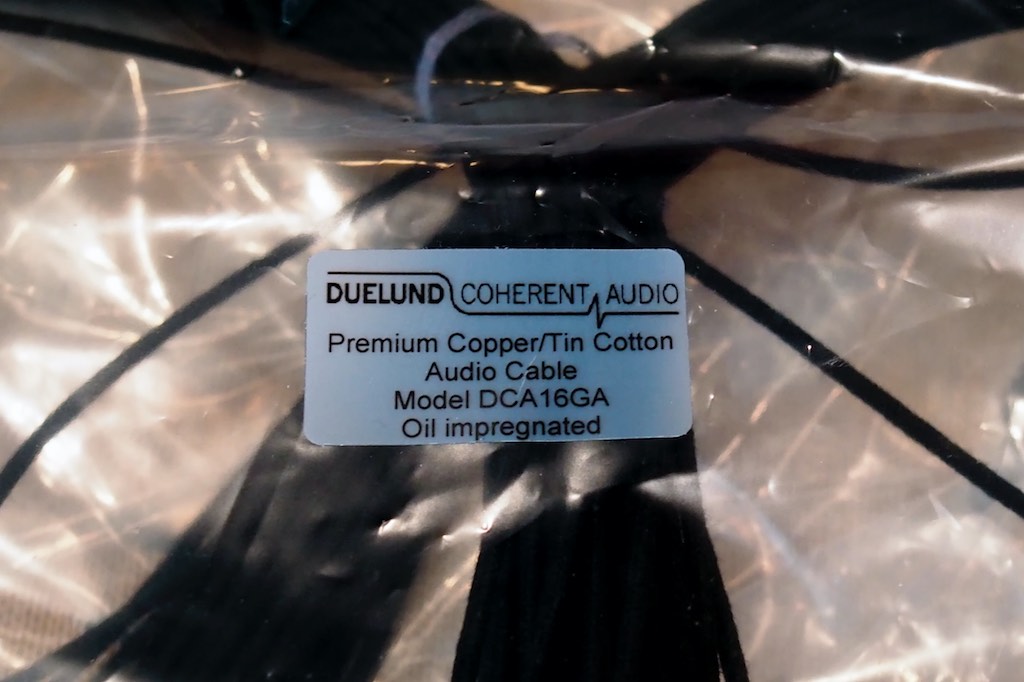 DUELUND COHERENT AUDIO
Premium Copper/Tin Cotton
Audio Cable
Model DCA16GA
Oil impregnated